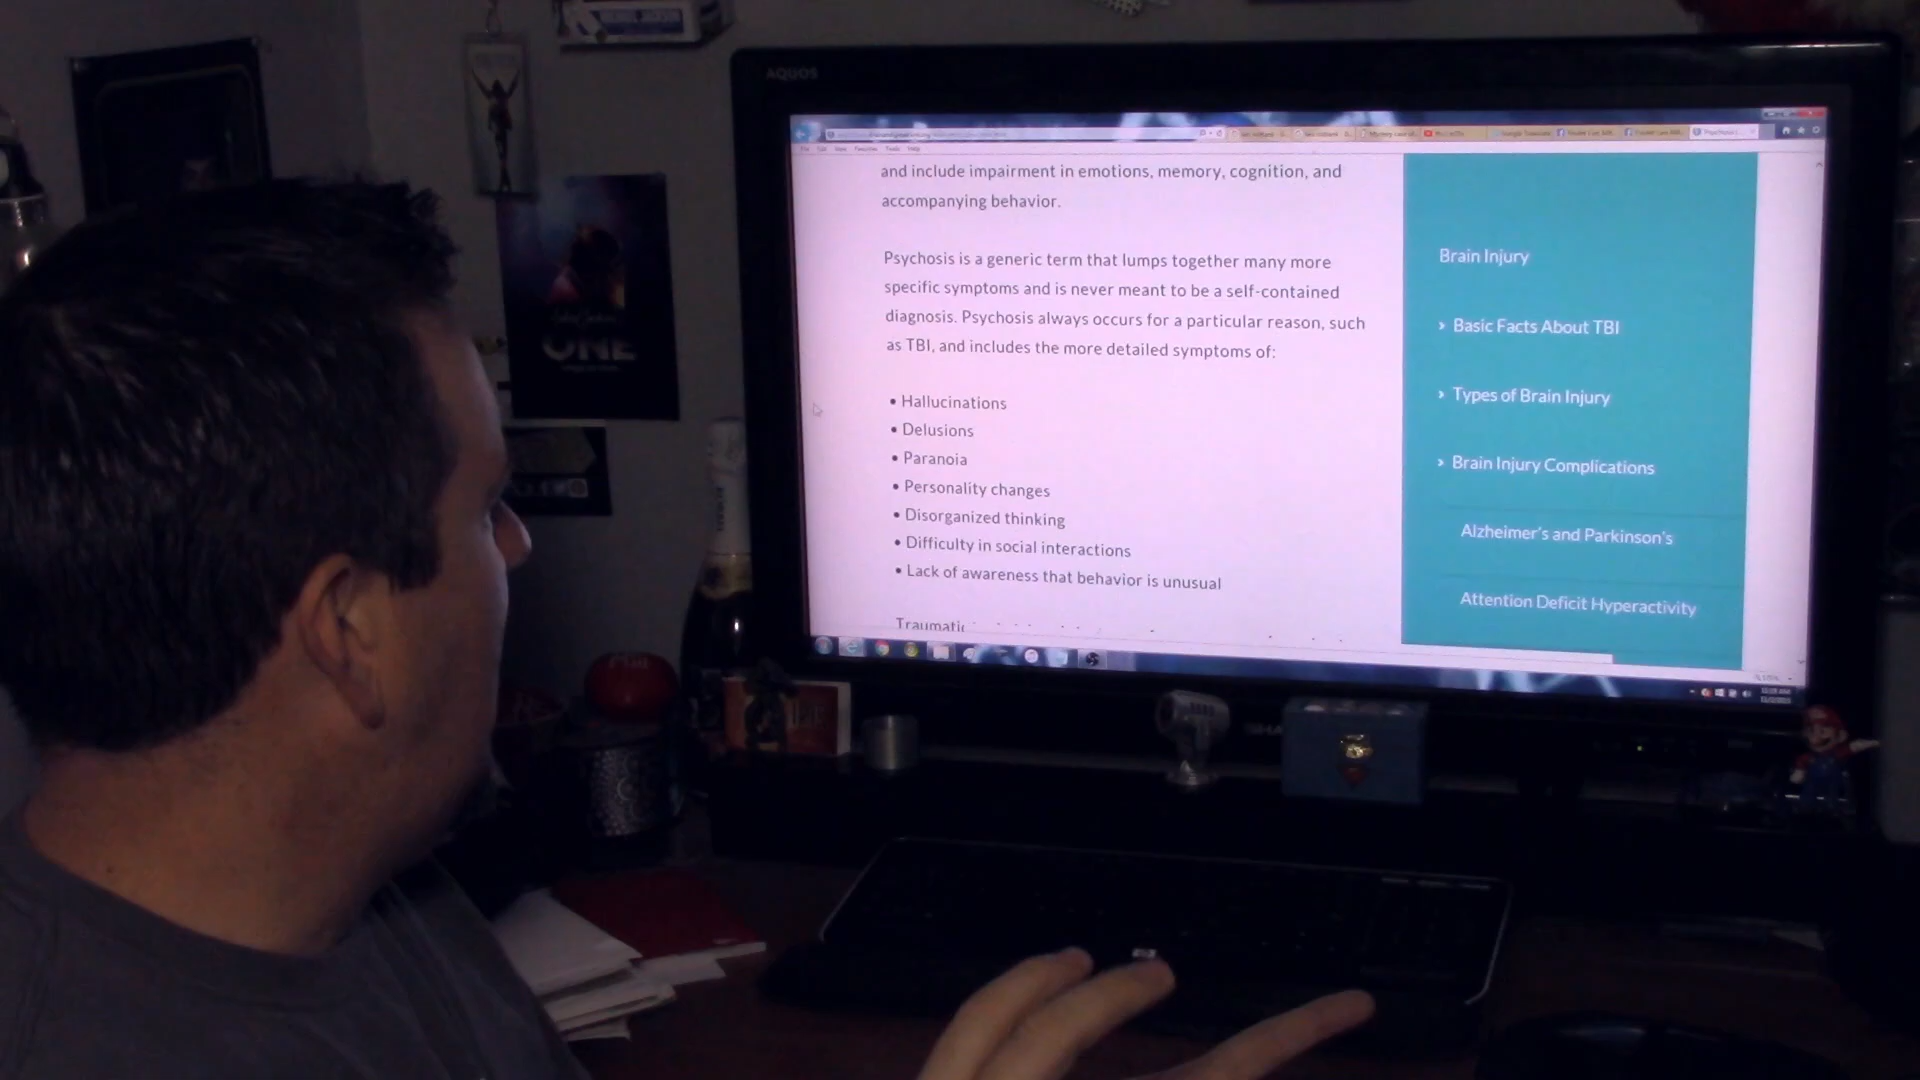 MICHAEL JACKSON
AQUOS
ONE
and include impairment in emotions, memory, cognition, and
accompanying behavior.
Psychosis is a generic term that lumps together many more
specific symptoms and is never meant to be a self-contained
diagnosis. Psychosis always occurs for a particular reason, such
as TBI, and includes the more detailed symptoms of:
• Hallucinations
• Delusions
• Paranoia
• Personality changes
• Disorganized thinking
• Difficulty in social interactions
• Lack of awareness that behavior is unusual
Brain Injury
› Basic Facts About TBI
› Types of Brain Injury
› Brain Injury Complications
Alzheimer's and Parkinson's
Attention Deficit Hyperactivity